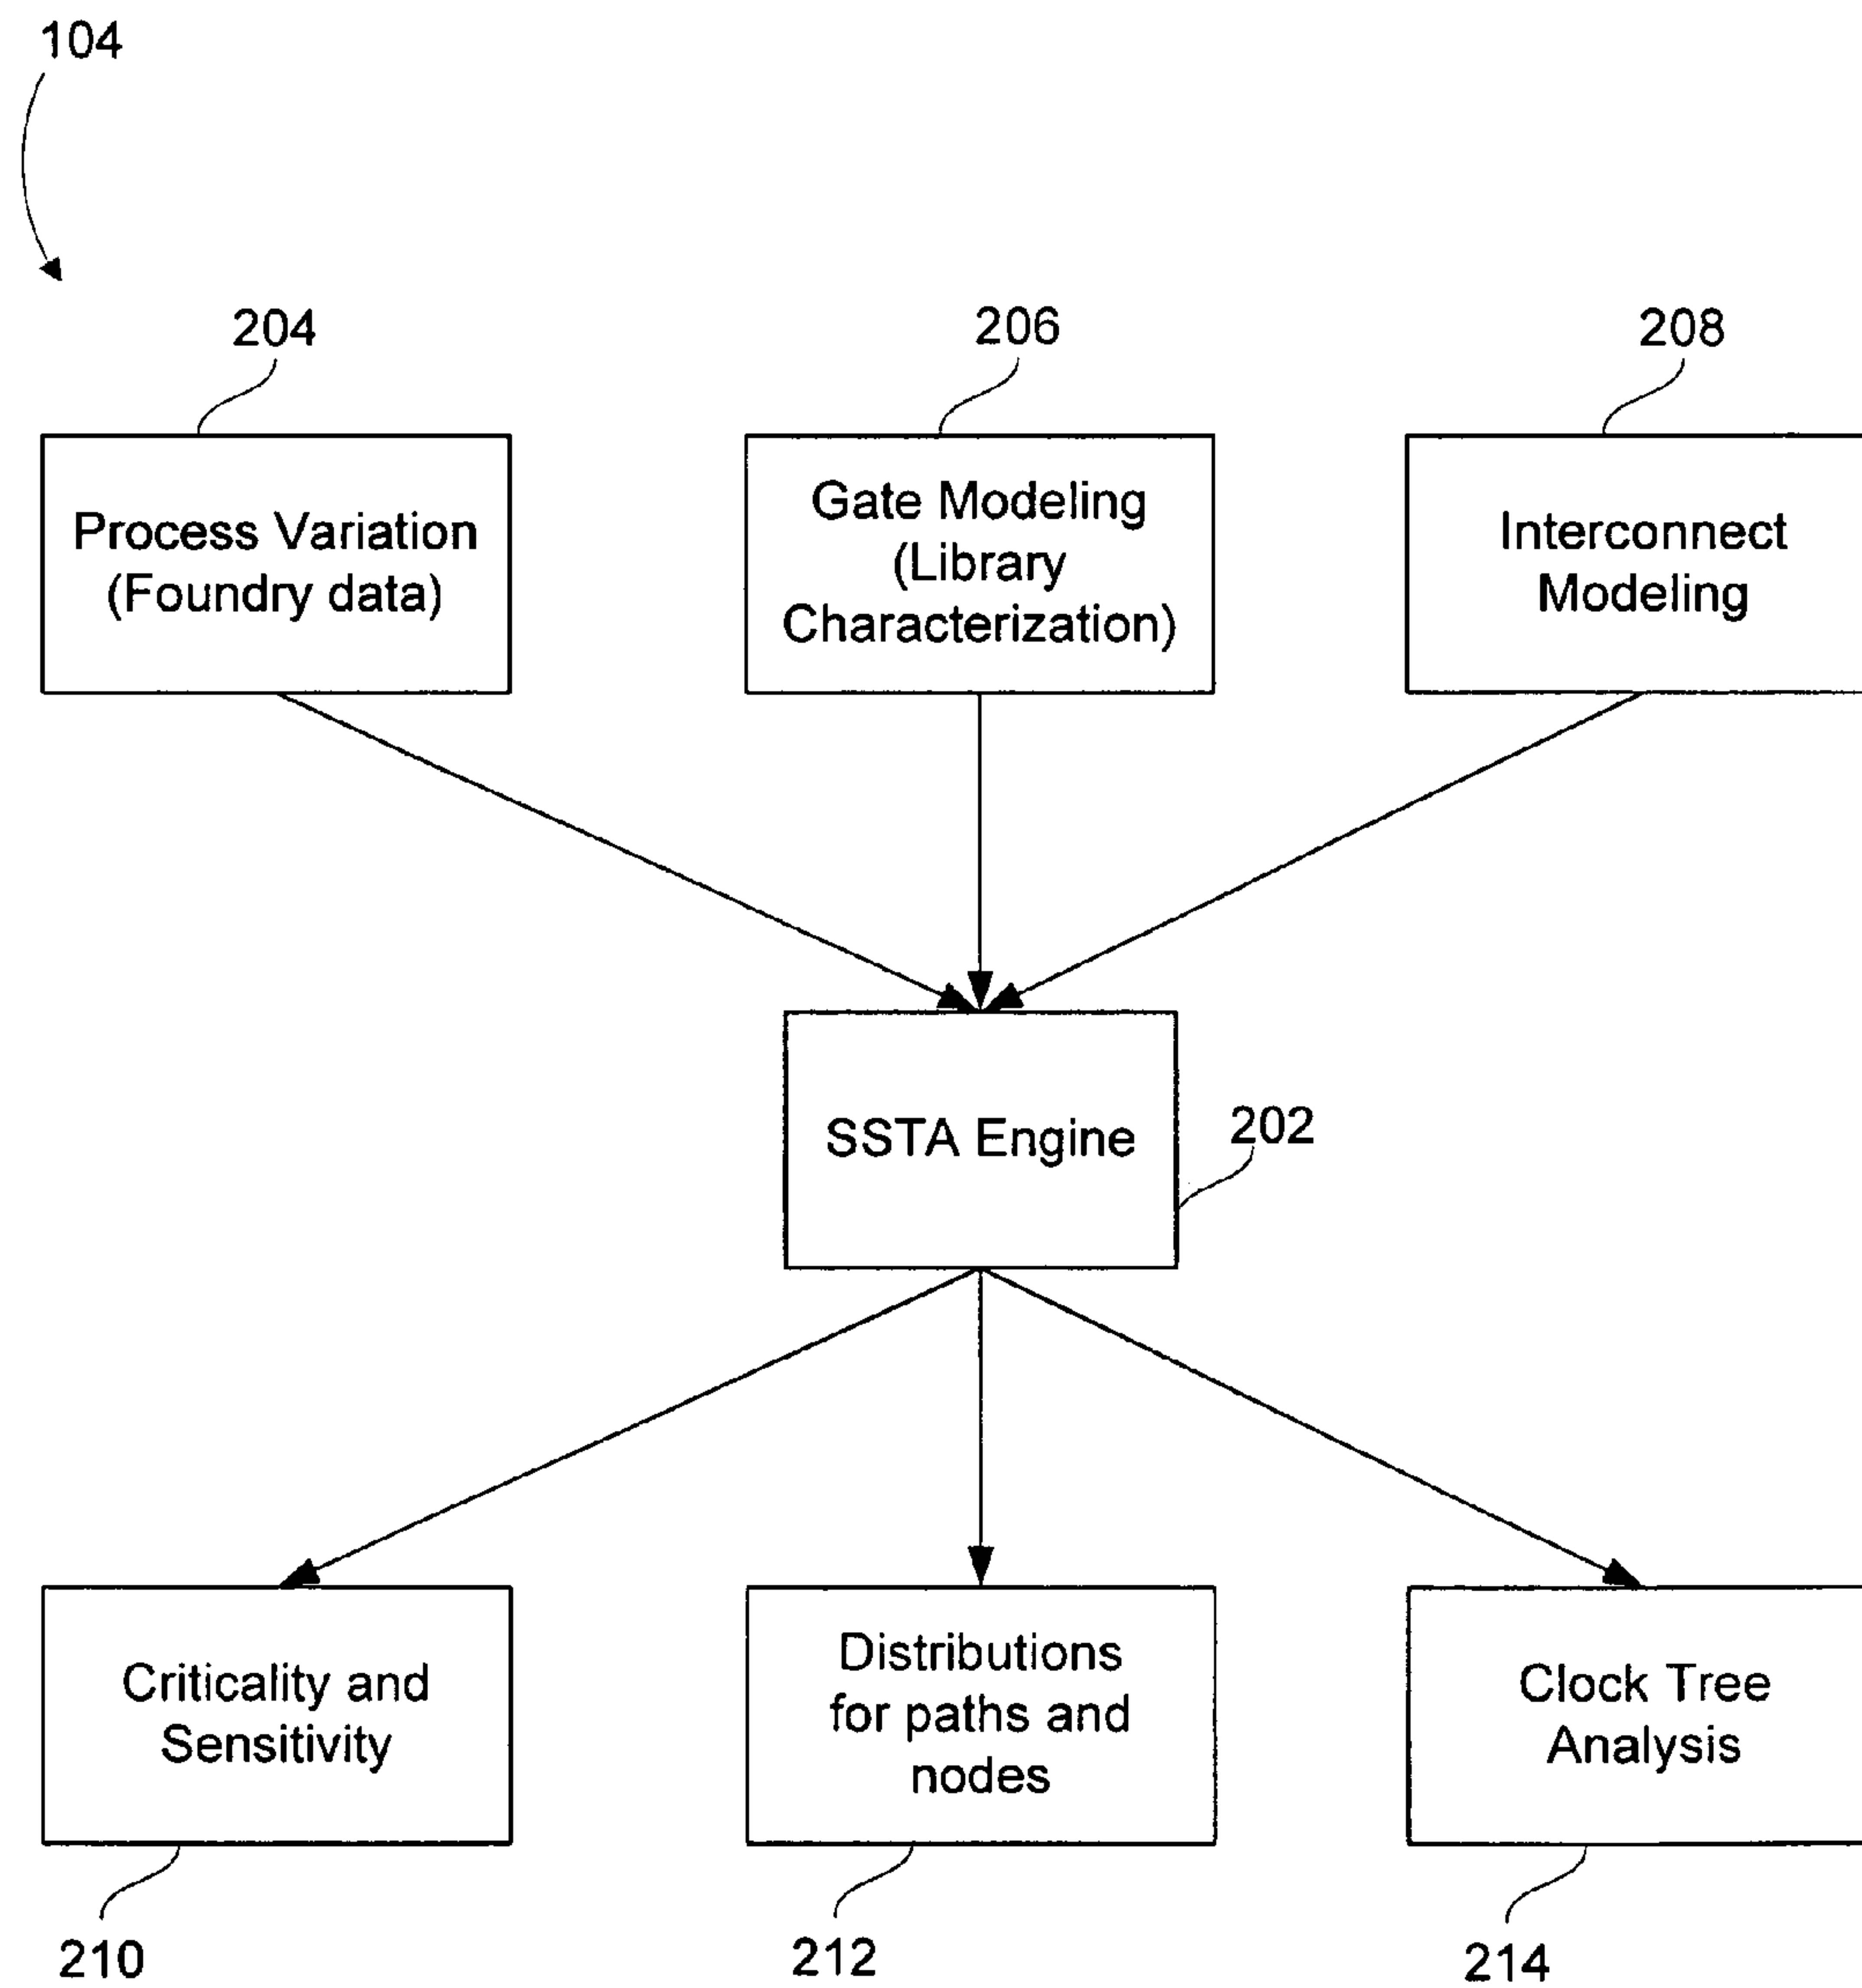 104
204
206
208
Process Variation
(Foundry data)
Gate Modeling
(Library
Characterization)
Interconnect
Modeling
SSTA Engine
202
Criticality and
Sensitivity
Distributions
for paths and
nodes
Clock Tree
Analysis
210
212
214